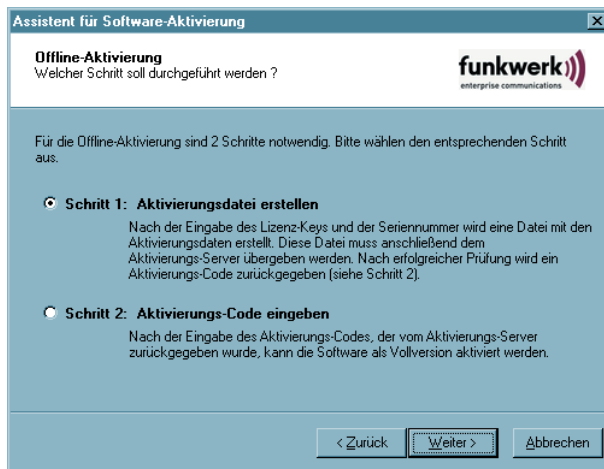 Assistent für Software-Aktivierung
Offline-Aktivierung
Welcher Schritt soll durchgeführt werden ?
funkwerk
enterprise communications
Für die Offline-Aktivierung sind 2 Schritte notwendig. Bitte wählen den entsprechenden Schritt
aus.
Schritt 1: Aktivierungsdatei erstellen
Nach der Eingabe des Lizenz-Keys und der Seriennummer wird eine Datei mit den
Aktivierungsdaten erstellt. Diese Datei muss anschließend dem
Aktivierungs-Server übergeben werden. Nach erfolgreicher Prüfung wird ein
Aktivierungs-Code zurückgegeben (siehe Schritt 2).
Schritt 2: Aktivierungs-Code eingeben
Nach der Eingabe des Aktivierungs-Codes, der vom Aktivierungs-Server
zurückgegeben wurde, kann die Software als Vollversion aktiviert werden.
< Zurück Weiter > Abbrechen